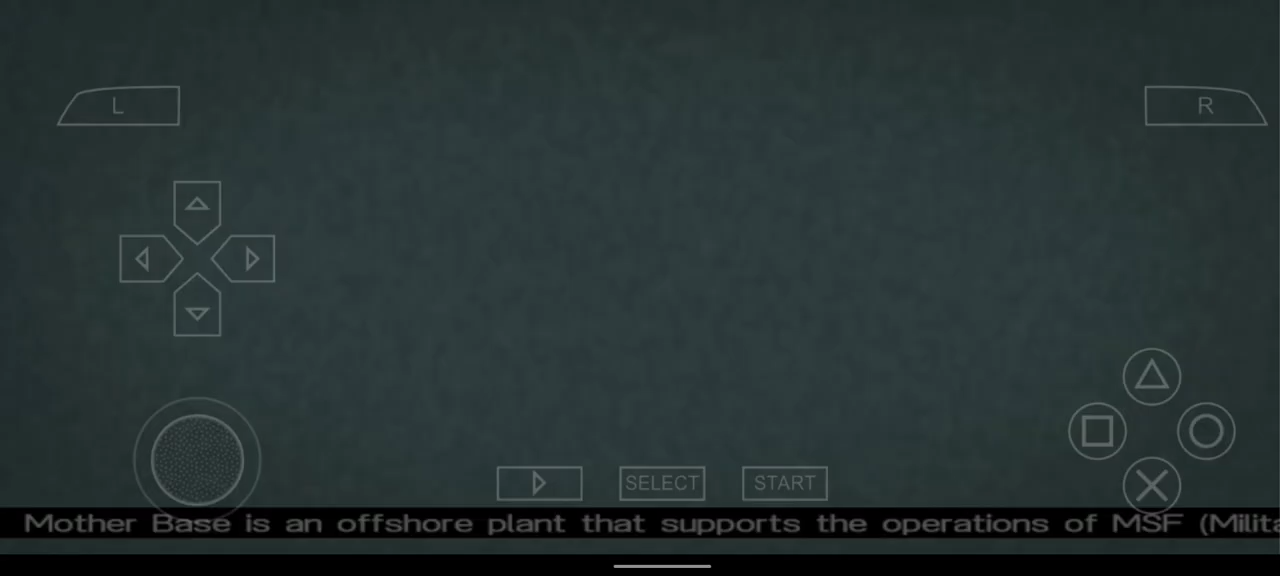 L
R
SELECT START
Mother Base is an offshore plant that supports the operations of MSF (Milita